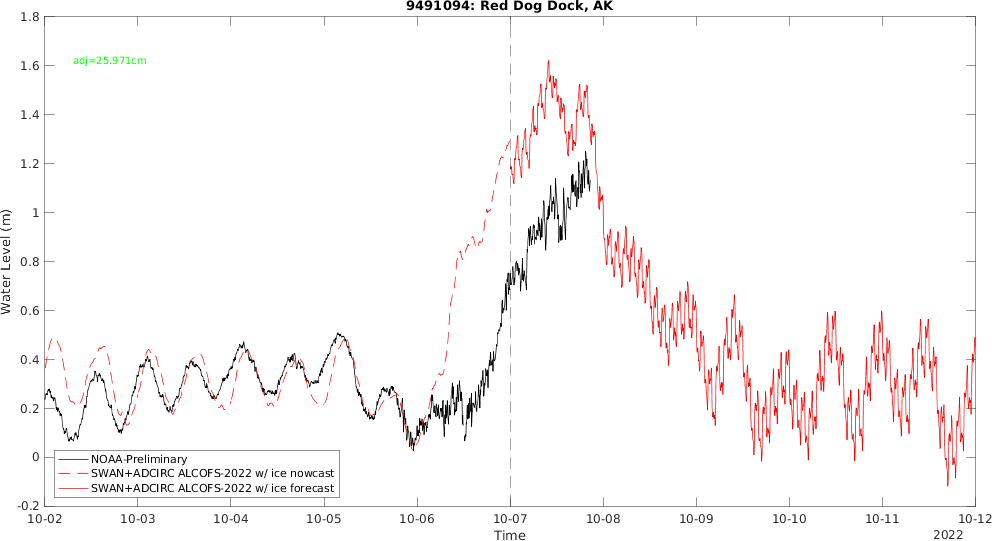 9491094: Red Dog Dock, AK
adj=25.971cm
Water Level (m)
1.8
1.6
1.4
1.2
1
0.8
0.6
0.4
0.2
0
-0.2
NOAA-Preliminary
SWAN+ADCIRC ALCOFS-2022 w/ ice nowcast
SWAN+ADCIRC ALCOFS-2022 w/ ice forecast
10-02 10-03 10-04 10-05 10-06 10-07 10-08 10-09 10-10 10-11 10-12
Time
2022